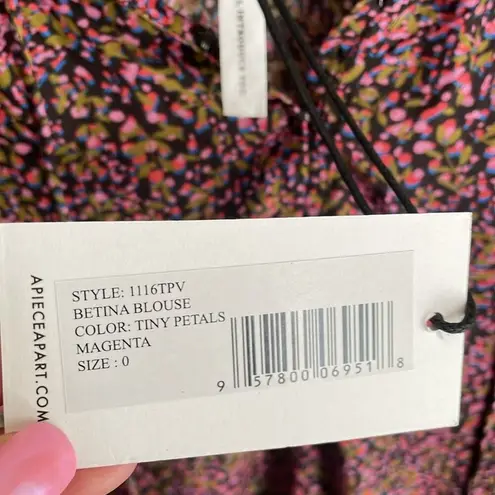 STYLE: 1116TPV
BETINA BLOUSE
COLOR: TINY PETALS
MAGENTA
SIZE : 0
9 57800 06951 8
APIECEAPART.COM